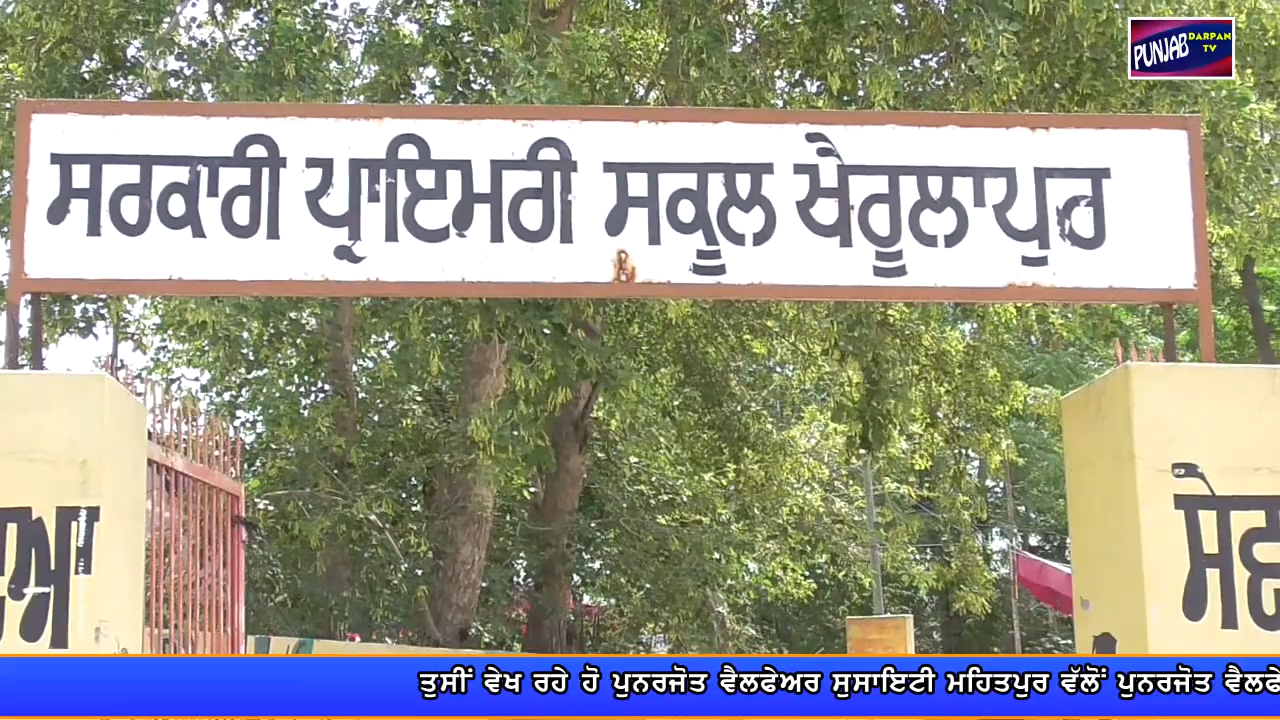 PUNJAB DARPAN TV
ਸਰਕਾਰੀ ਪ੍ਰਾਇਮਰੀ ਸਕੂਲ ਖੈਰੂਲਾਪੁਰ
ਤੁਸੀਂ ਵੇਖ ਰਹੇ ਹੋ ਪੁਨਰਜੋਤ ਵੈਲਫੇਅਰ ਸੁਸਾਇਟੀ ਮਹਿਤਪੁਰ ਵੱਲੋਂ ਪੁਨਰਜੋਤ